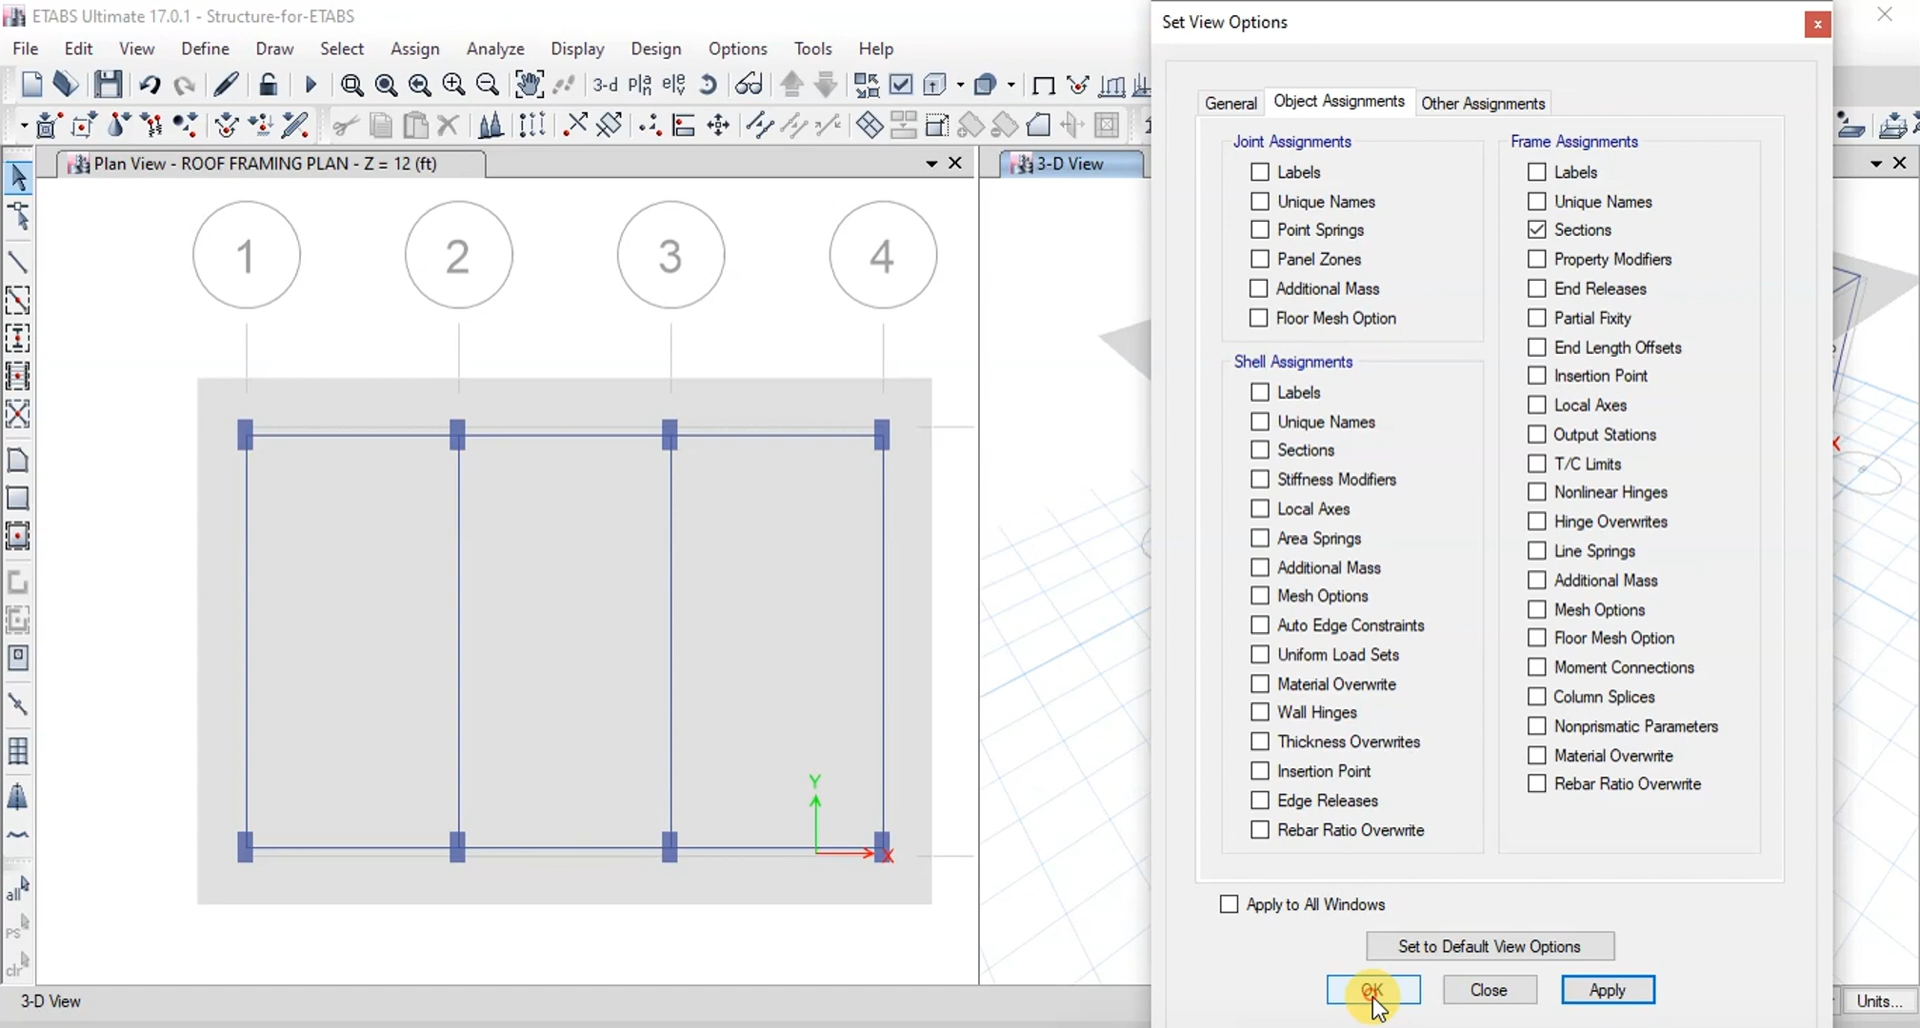 ETABS Ultimate 17.0.1 - Structure-for-ETABS
File Edit View Define Draw Select Assign Analyze Display Design Options Tools Help
3-d
Plan View - ROOF FRAMING PLAN - Z = 12 (ft)
3-D View
1 2 3 4
Y
X
X
all
ps
clr
3-D View
Units...
Set View Options
General Object Assignments Other Assignments
Joint Assignments
Labels
Unique Names
Point Springs
Panel Zones
Additional Mass
Floor Mesh Option
Shell Assignments
Labels
Unique Names
Sections
Stiffness Modifiers
Local Axes
Area Springs
Additional Mass
Mesh Options
Auto Edge Constraints
Uniform Load Sets
Material Overwrite
Wall Hinges
Thickness Overwrites
Insertion Point
Edge Releases
Rebar Ratio Overwrite
Frame Assignments
Labels
Unique Names
Sections
Property Modifiers
End Releases
Partial Fixity
End Length Offsets
Insertion Point
Local Axes
Output Stations
T/C Limits
Nonlinear Hinges
Hinge Overwrites
Line Springs
Additional Mass
Mesh Options
Floor Mesh Option
Moment Connections
Column Splices
Nonprismatic Parameters
Material Overwrite
Rebar Ratio Overwrite
Apply to All Windows
Set to Default View Options
OK Close Apply